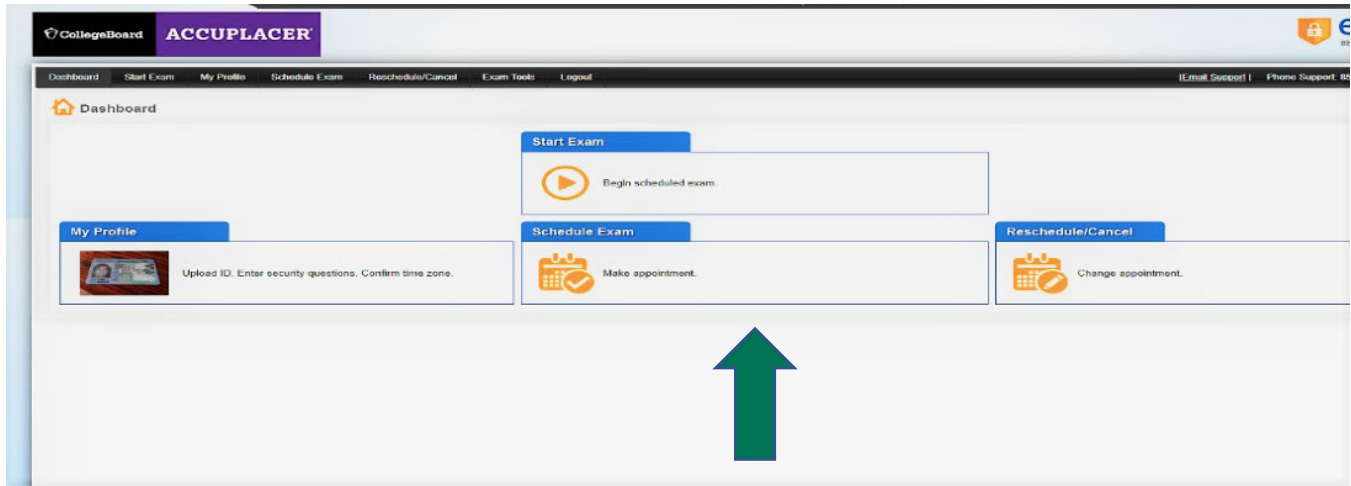 CollegeBoard ACCUPLACER
Dashboard Start Exam My Profile Schedule Exam Reschedule/Cancel Exam Tools Logout |Email Support| Phone Support: 85
Dashboard
Start Exam
Begin scheduled exam.
My Profile
Upload ID. Enter security questions. Confirm time zone.
Schedule Exam
Make appointment.
Reschedule/Cancel
Change appointment.